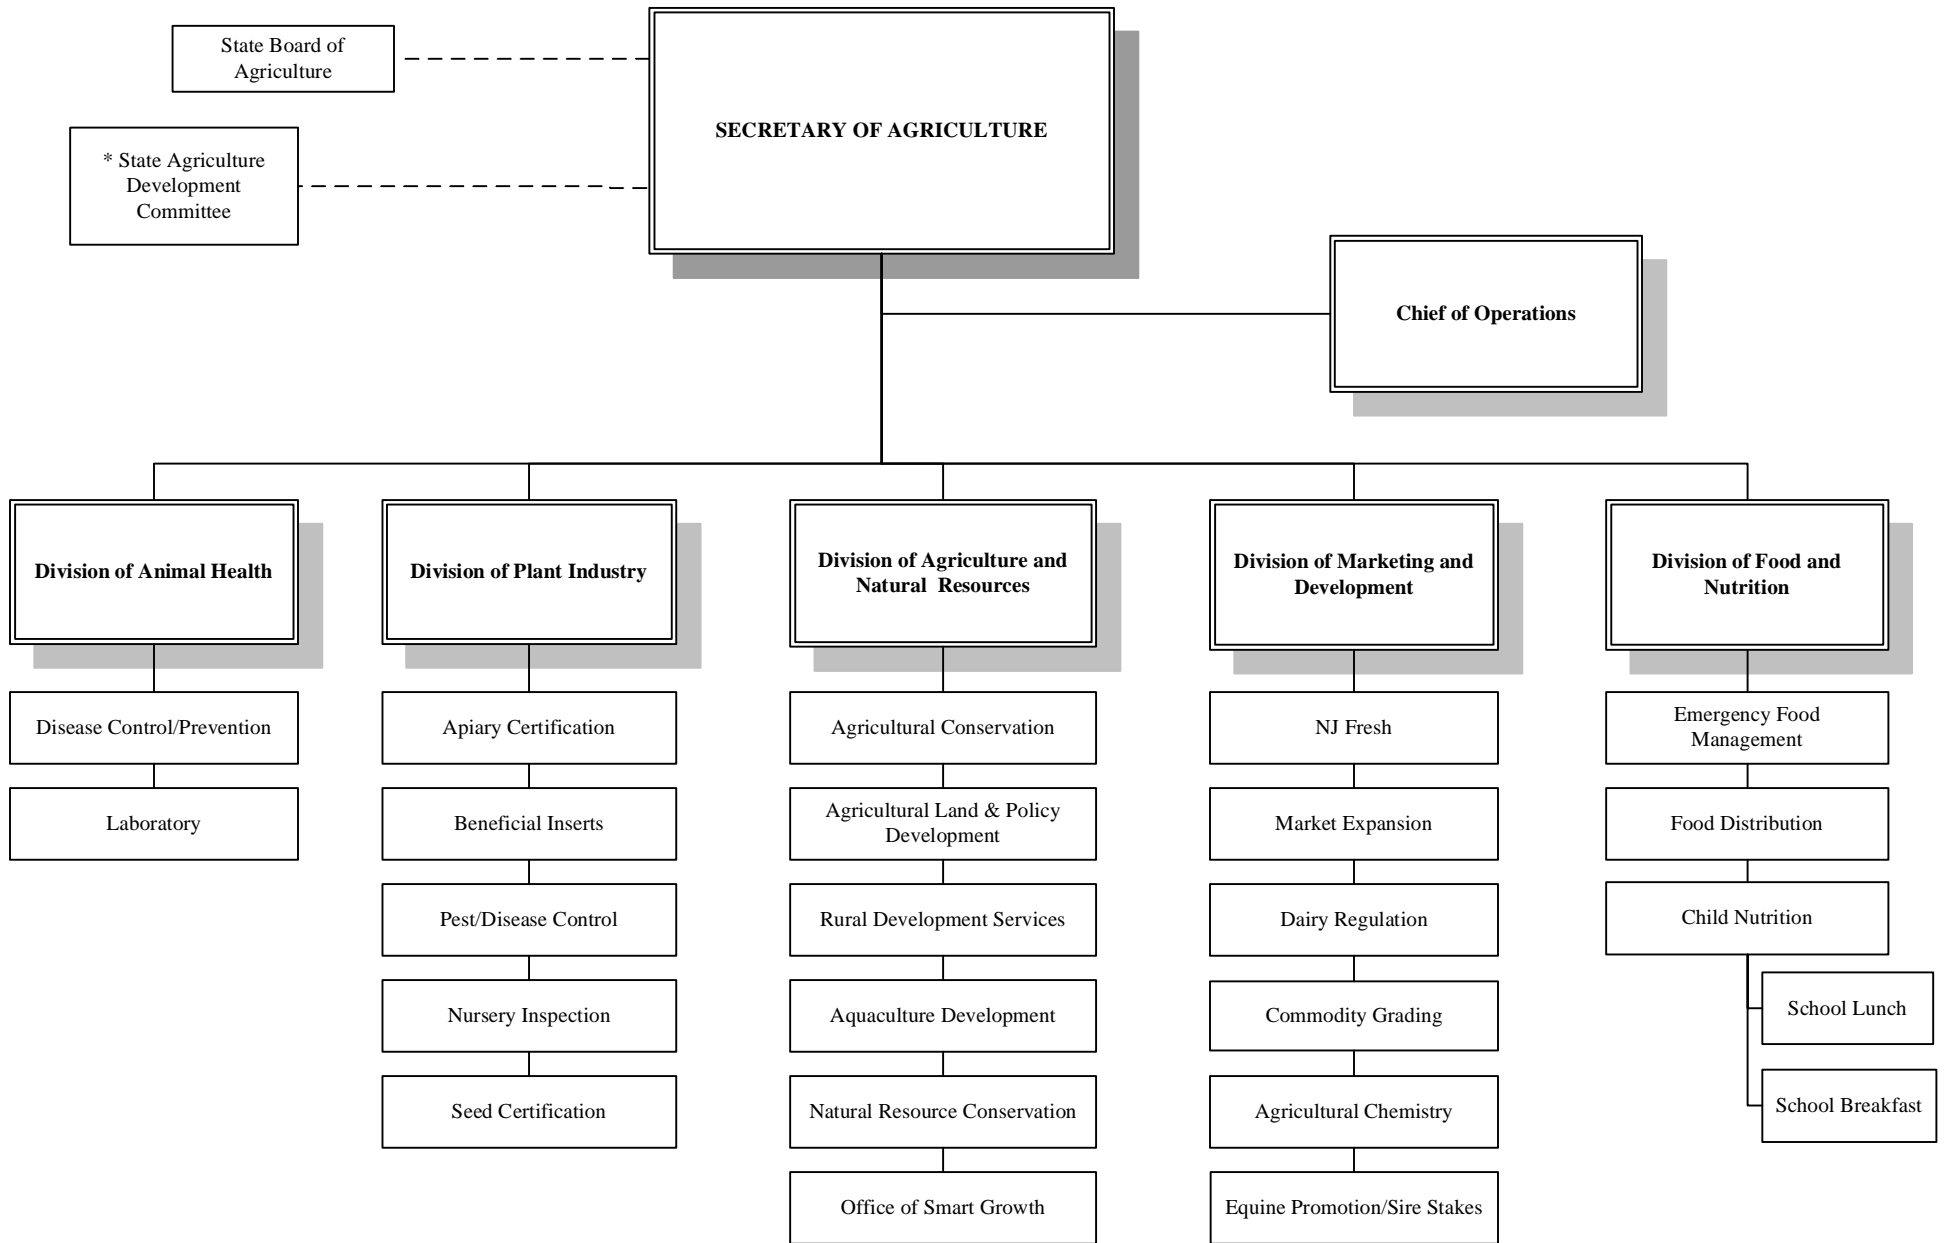 State Board of
Agriculture
* State Agriculture
Development
Committee
SECRETARY OF AGRICULTURE
Chief of Operations
Division of Animal Health
Disease Control/Prevention
Laboratory
Division of Plant Industry
Apiary Certification
Beneficial Inserts
Pest/Disease Control
Nursery Inspection
Seed Certification
Division of Agriculture and
Natural Resources
Agricultural Conservation
Agricultural Land & Policy
Development
Rural Development Services
Aquaculture Development
Natural Resource Conservation
Office of Smart Growth
Division of Marketing and
Development
NJ Fresh
Market Expansion
Dairy Regulation
Commodity Grading
Agricultural Chemistry
Equine Promotion/Sire Stakes
Division of Food and
Nutrition
Emergency Food
Management
Food Distribution
Child Nutrition
School Lunch
School Breakfast